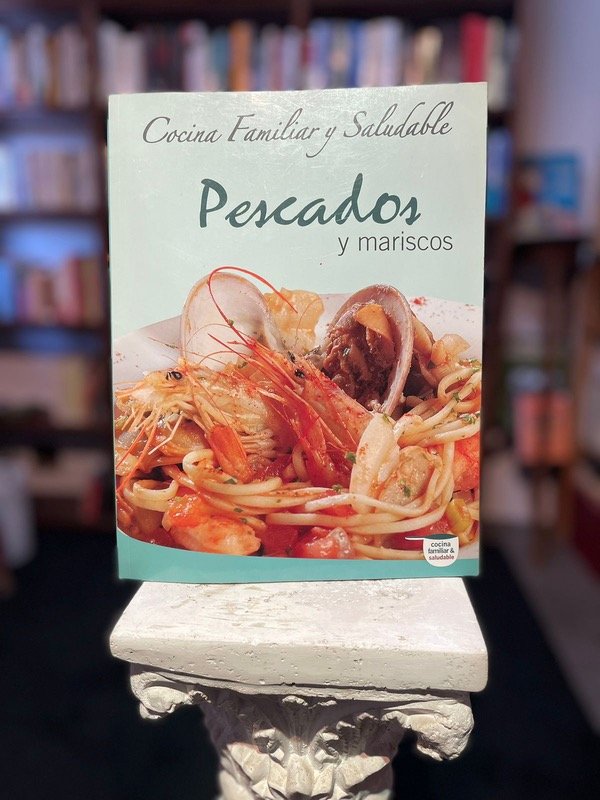 Cocina Familiar y Saludable
Pescados
y mariscos
cocina
familiar &
saludable